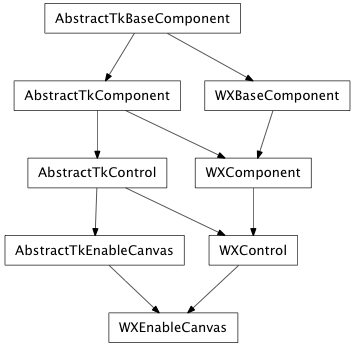 AbstractTkBaseComponent
AbstractTkComponent
WXBaseComponent
AbstractTkControl
WXComponent
AbstractTkEnableCanvas
WXControl
WXEnableCanvas